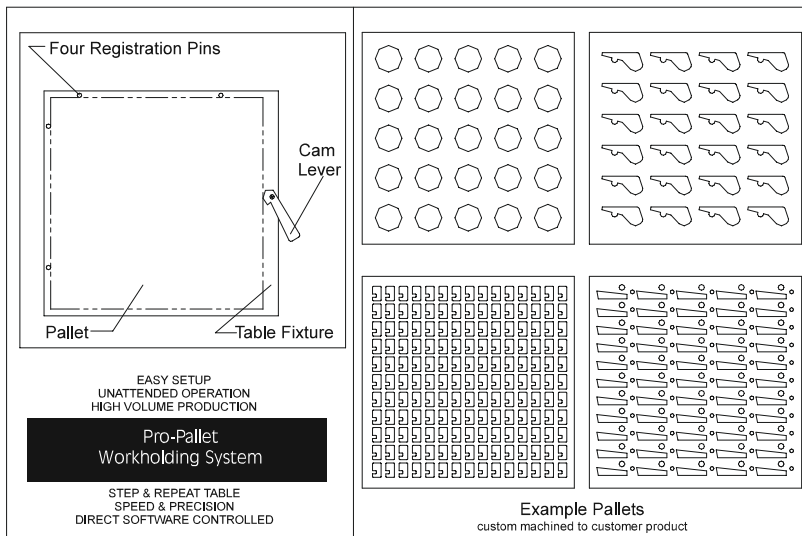 Four Registration Pins
Cam
Lever
Pallet
Table Fixture
EASY SETUP
UNATTENDED OPERATION
HIGH VOLUME PRODUCTION
Pro-Pallet
Workholding System
STEP & REPEAT TABLE
SPEED & PRECISION
DIRECT SOFTWARE CONTROLLED
Example Pallets
custom machined to customer product